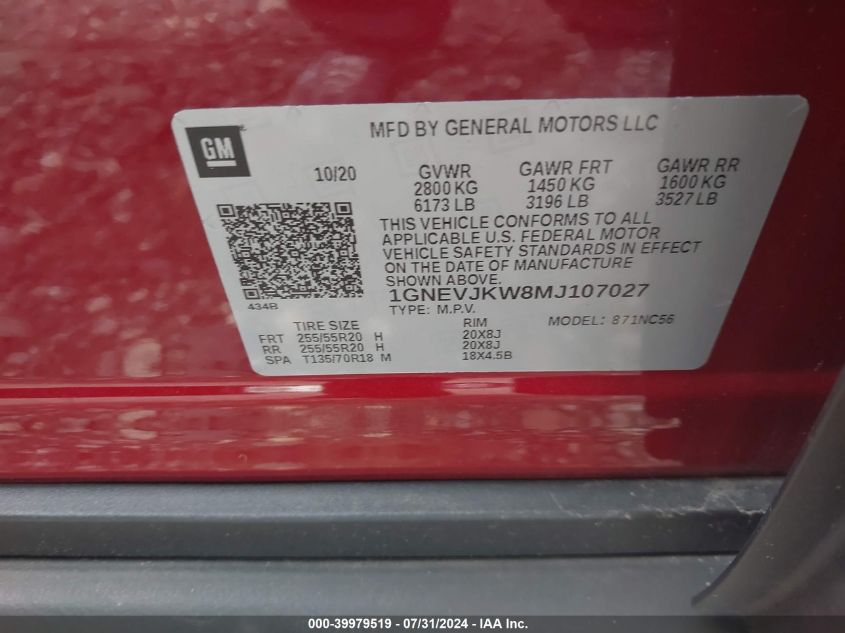 GM
MFD BY GENERAL MOTORS LLC
10/20
GVWR GAWR FRT GAWR RR
2800 KG 1450 KG 1600 KG
6173 LB 3196 LB 3527 LB
THIS VEHICLE CONFORMS TO ALL
APPLICABLE U.S. FEDERAL MOTOR
VEHICLE SAFETY STANDARDS IN EFFECT
ON THE DATE OF MANUFACTURE
SHOWN ABOVE.
434B
1GNEVJKW8MJ107027
TYPE: M.P.V. MODEL: 871NC56
TIRE SIZE RIM
FRT 255/55R20 H 20X8J
RR 255/55R20 H 20X8J
SPA T135/70R18 M 18X4.5B
000-39979519 - 07/31/2024 - IAA Inc.